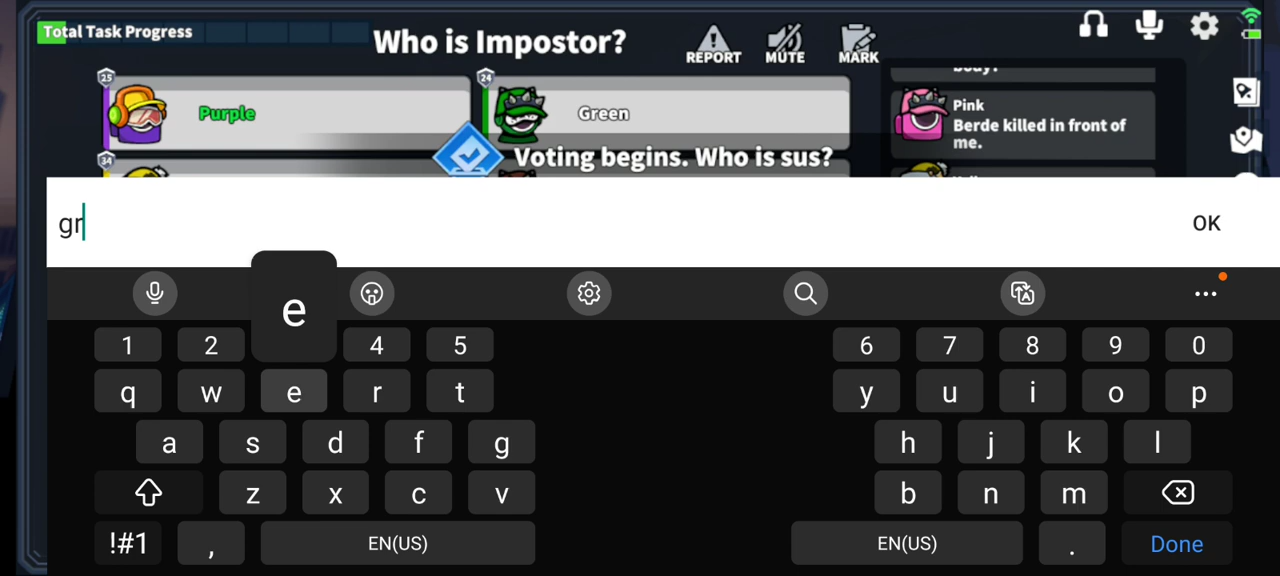 Total Task Progress
Who is Impostor?
REPORT
MUTE
MARK
25
Purple
24
Green
body?
Pink
Berde killed in front of
me.
34
Voting begins. Who is sus?
gr
OK
e
1 2 4 5 6 7 8 9 0
q w e r t y u i o p
a s d f g h j k l
z x c v b n m
!#1 , EN(US) EN(US) . Done